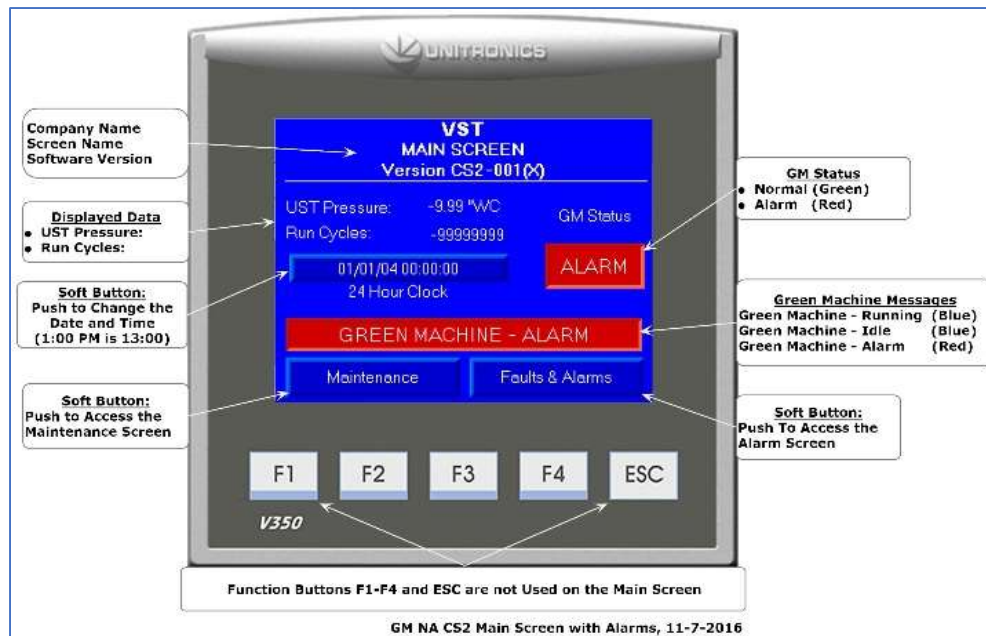 UNITRONICS
Company Name
Screen Name
Software Version
VST
MAIN SCREEN
Version CS2-001(X)
GM Status
• Normal (Green)
• Alarm (Red)
Displayed Data
• UST Pressure:
• Run Cycles:
UST Pressure: -9.99 "WC
Run Cycles: -99999999
GM Status
ALARM
01/01/04 00:00:00
24 Hour Clock
Soft Button:
Push to Change the
Date and Time
(1:00 PM is 13:00)
Green Machine Messages
Green Machine - Running (Blue)
Green Machine - Idle (Blue)
Green Machine - Alarm (Red)
GREEN MACHINE - ALARM
Maintenance
Faults & Alarms
Soft Button:
Push to Access the
Maintenance Screen
Soft Button:
Push To Access the
Alarm Screen
F1 F2 F3 F4 ESC
V350
Function Buttons F1-F4 and ESC are not Used on the Main Screen
GM NA CS2 Main Screen with Alarms, 11-7-2016